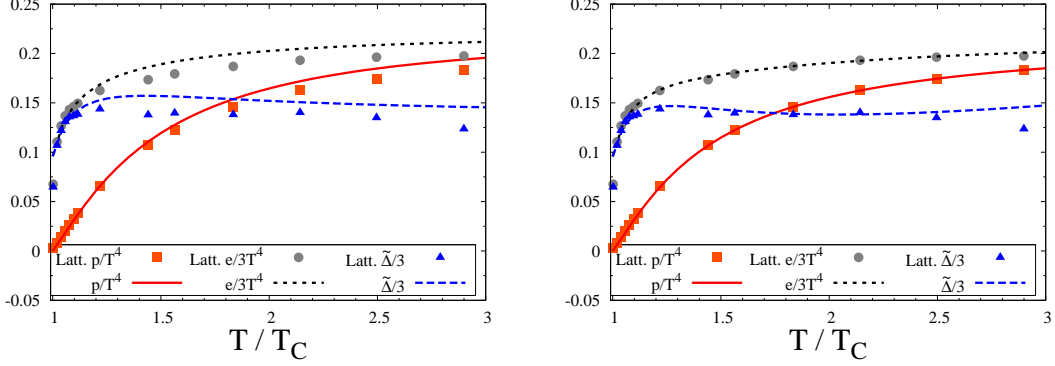 0.25
0.2
0.15
0.1
0.05
0
-0.05
Latt. p/T⁴ Latt. e/3T⁴ Latt. Δ̃/3
p/T⁴ e/3T⁴ Δ̃/3
1 1.5 2 2.5 3
T / T_C
0.25
0.2
0.15
0.1
0.05
0
-0.05
Latt. p/T⁴ Latt. e/3T⁴ Latt. Δ̃/3
p/T⁴ e/3T⁴ Δ̃/3
1 1.5 2 2.5 3
T / T_C